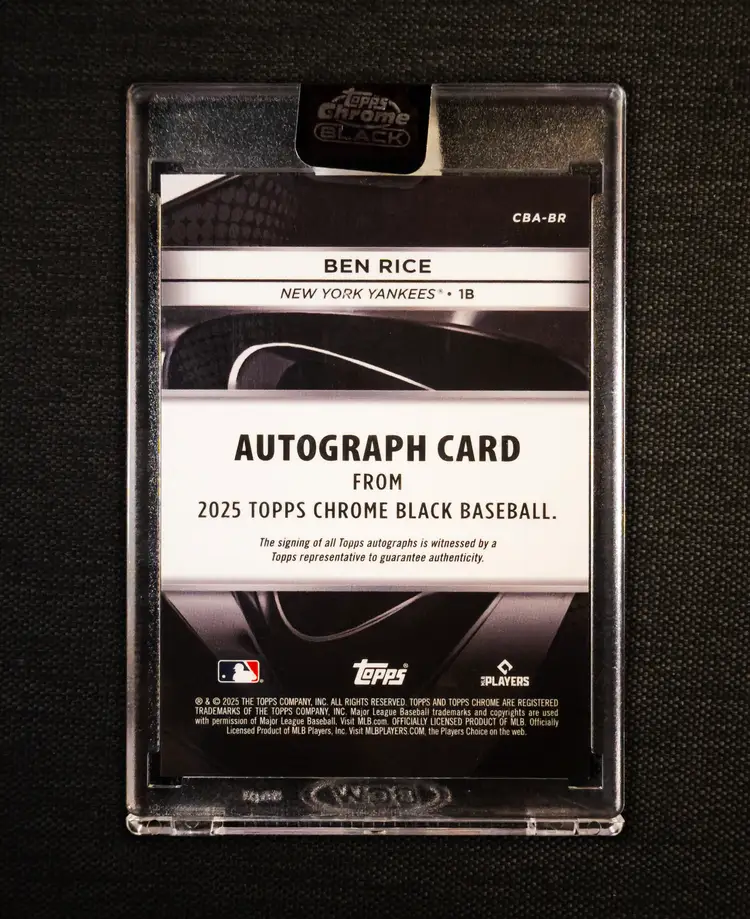 Topps
Chrome
BLACK
CBA-BR
BEN RICE
NEW YORK YANKEES® • 1B
AUTOGRAPH CARD
FROM
2025 TOPPS CHROME BLACK BASEBALL.
The signing of all Topps autographs is witnessed by a
Topps representative to guarantee authenticity.
Topps®
MLB PLAYERS
® & © 2025 THE TOPPS COMPANY, INC. ALL RIGHTS RESERVED. TOPPS AND TOPPS CHROME ARE REGISTERED
TRADEMARKS OF THE TOPPS COMPANY, INC. Major League Baseball trademarks and copyrights are used
with permission of Major League Baseball. Visit MLB.com. OFFICIALLY LICENSED PRODUCT OF MLB. Officially
Licensed Product of MLB Players, Inc. Visit MLBPLAYERS.COM, the Players Choice on the web.